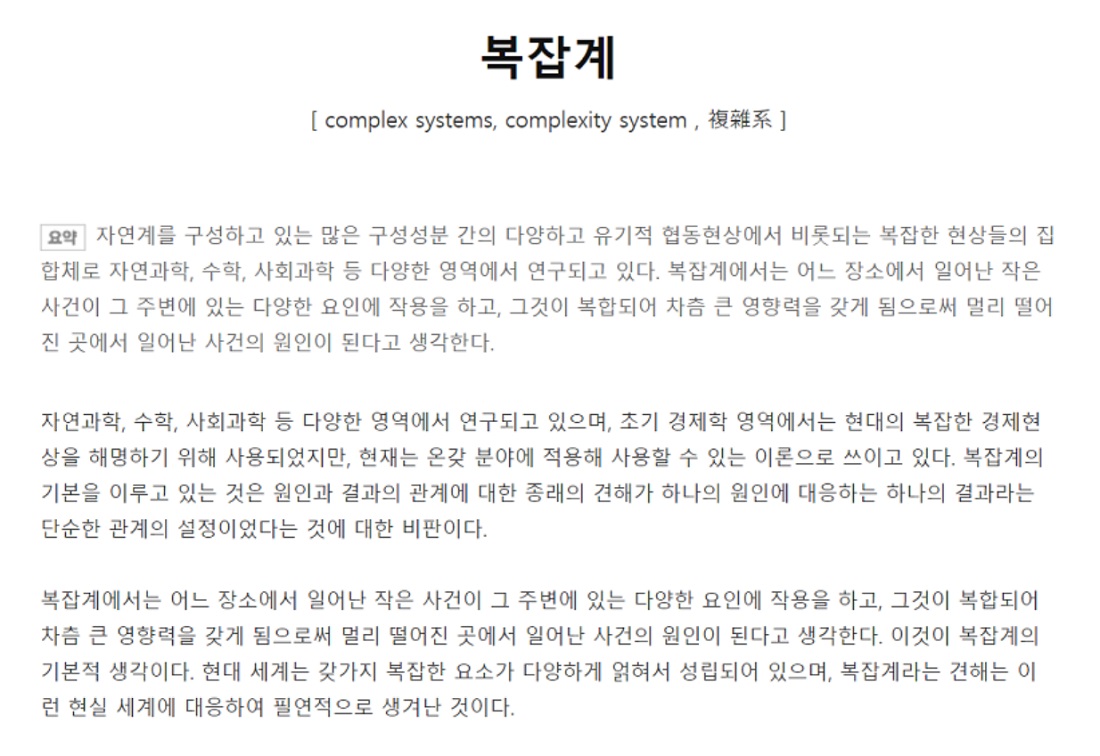 복잡계
[ complex systems, complexity system , 複雜系 ]
요약 자연계를 구성하고 있는 많은 구성성분 간의 다양하고 유기적 협동현상에서 비롯되는 복잡한 현상들의 집
합체로 자연과학, 수학, 사회과학 등 다양한 영역에서 연구되고 있다. 복잡계에서는 어느 장소에서 일어난 작은
사건이 그 주변에 있는 다양한 요인에 작용을 하고, 그것이 복합되어 차츰 큰 영향력을 갖게 됨으로써 멀리 떨어
진 곳에서 일어난 사건의 원인이 된다고 생각한다.
자연과학, 수학, 사회과학 등 다양한 영역에서 연구되고 있으며, 초기 경제학 영역에서는 현대의 복잡한 경제현
상을 해명하기 위해 사용되었지만, 현재는 온갖 분야에 적용해 사용할 수 있는 이론으로 쓰이고 있다. 복잡계의
기본을 이루고 있는 것은 원인과 결과의 관계에 대한 종래의 견해가 하나의 원인에 대응하는 하나의 결과라는
단순한 관계의 설정이었다는 것에 대한 비판이다.
복잡계에서는 어느 장소에서 일어난 작은 사건이 그 주변에 있는 다양한 요인에 작용을 하고, 그것이 복합되어
차츰 큰 영향력을 갖게 됨으로써 멀리 떨어진 곳에서 일어난 사건의 원인이 된다고 생각한다. 이것이 복잡계의
기본적 생각이다. 현대 세계는 갖가지 복잡한 요소가 다양하게 얽혀서 성립되어 있으며, 복잡계라는 견해는 이
런 현실 세계에 대응하여 필연적으로 생겨난 것이다.